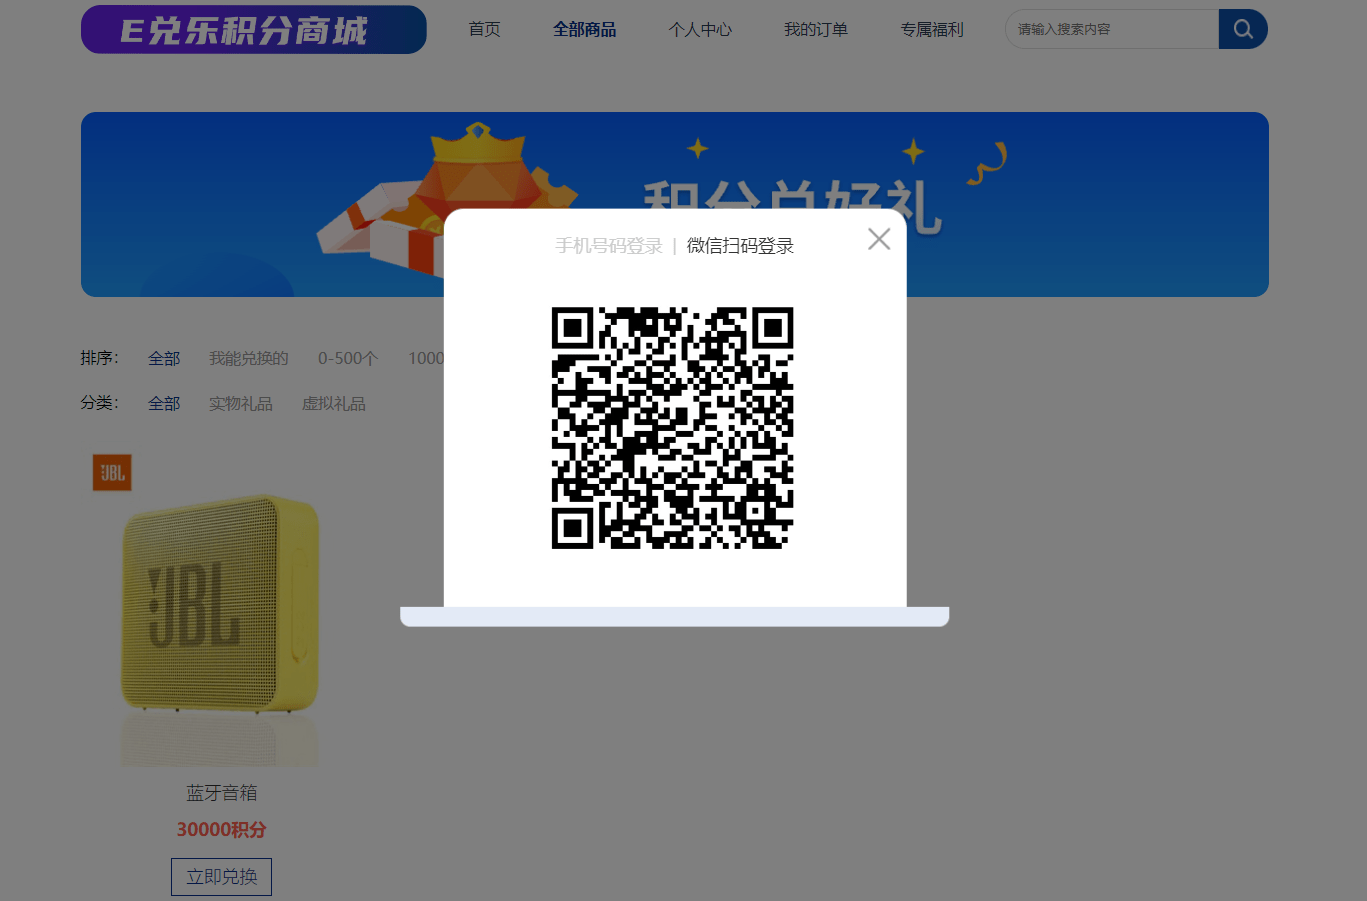 E兑乐积分商城
首页 全部商品 个人中心 我的订单 专属福利 请输入搜索内容
积分兑好礼
手机号码登录 | 微信扫码登录
排序： 全部 我能兑换的 0-500个 1000
分类： 全部 实物礼品 虚拟礼品
JBL
JBL
蓝牙音箱
30000积分
立即兑换